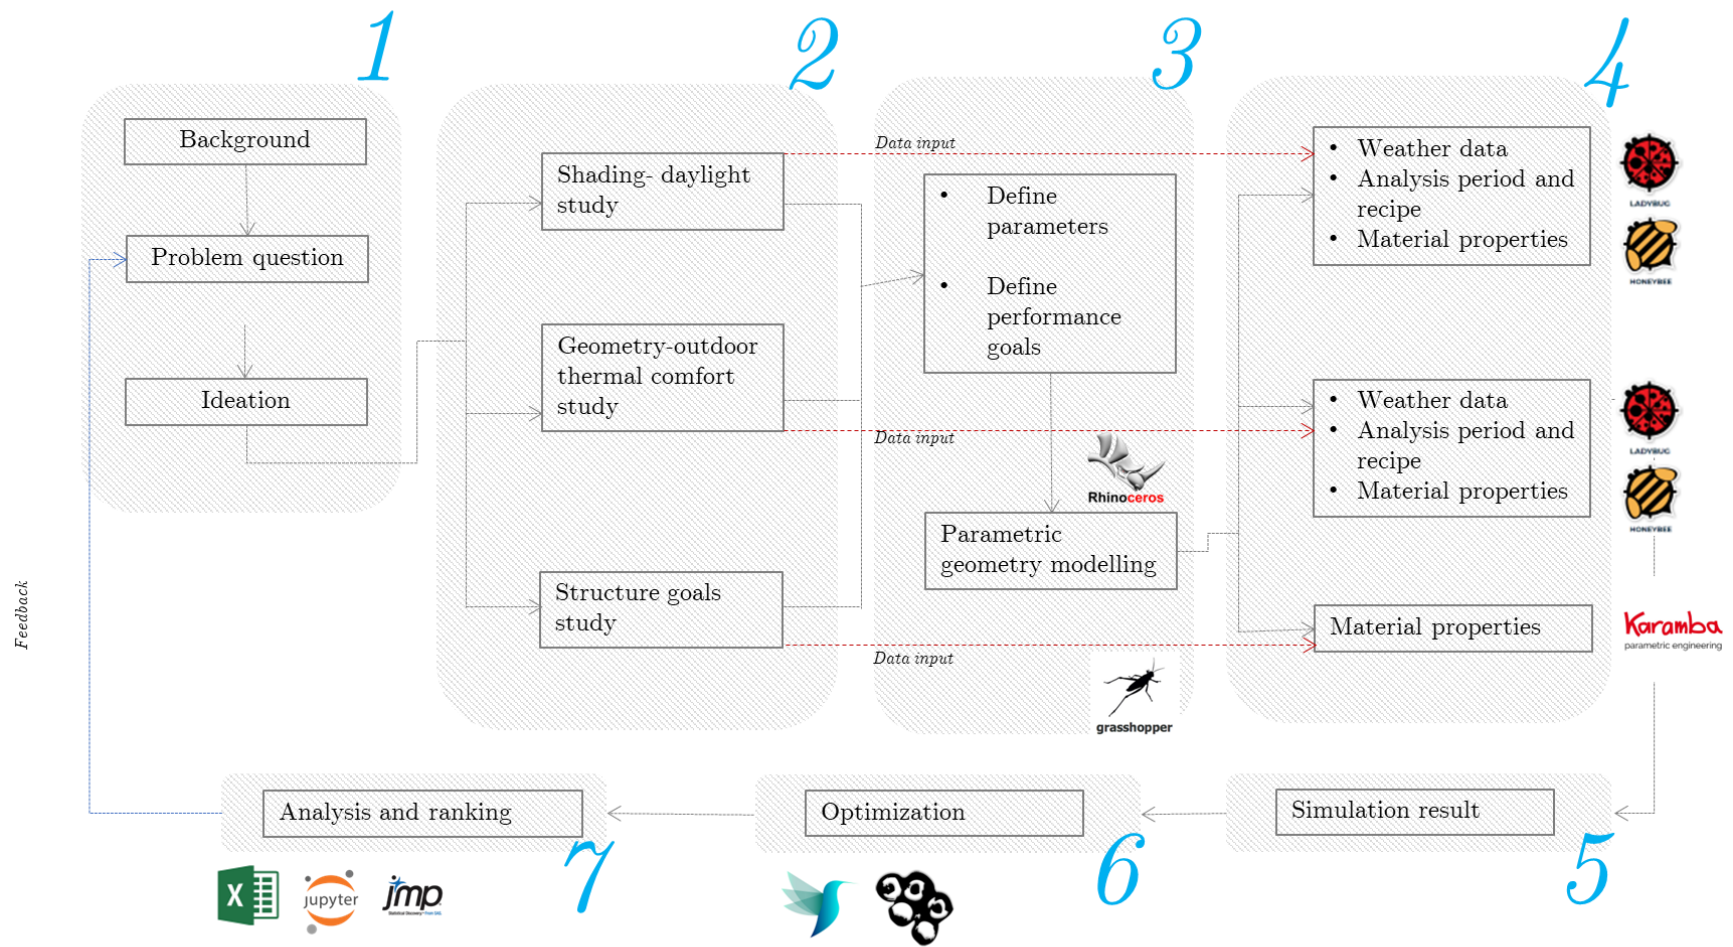 1
Background
Problem question
Ideation
2
Shading- daylight
study
Geometry-outdoor
thermal comfort
study
Structure goals
study
3
Data input
• Define
parameters
• Define
performance
goals
Data input
Rhinoceros
Parametric
geometry modelling
Data input
grasshopper
4
• Weather data
• Analysis period and
recipe
• Material properties
LADYBUG
HONEYBEE
• Weather data
• Analysis period and
recipe
• Material properties
LADYBUG
HONEYBEE
Material properties
Karamba
parametric engineering
Feedback
Simulation result
5
Optimization
6
Analysis and ranking
7
X
jupyter
jmp